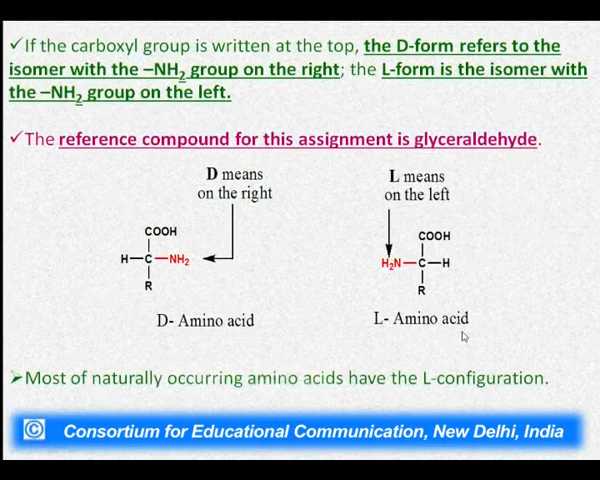 ✓If the carboxyl group is written at the top, the D-form refers to the
isomer with the –NH2 group on the right; the L-form is the isomer with
the –NH2 group on the left.
✓The reference compound for this assignment is glyceraldehyde.
D means
on the right
L means
on the left
COOH
H–C–NH2
R
D- Amino acid
COOH
H2N–C–H
R
L- Amino acid
➢Most of naturally occurring amino acids have the L-configuration.
© Consortium for Educational Communication, New Delhi, India